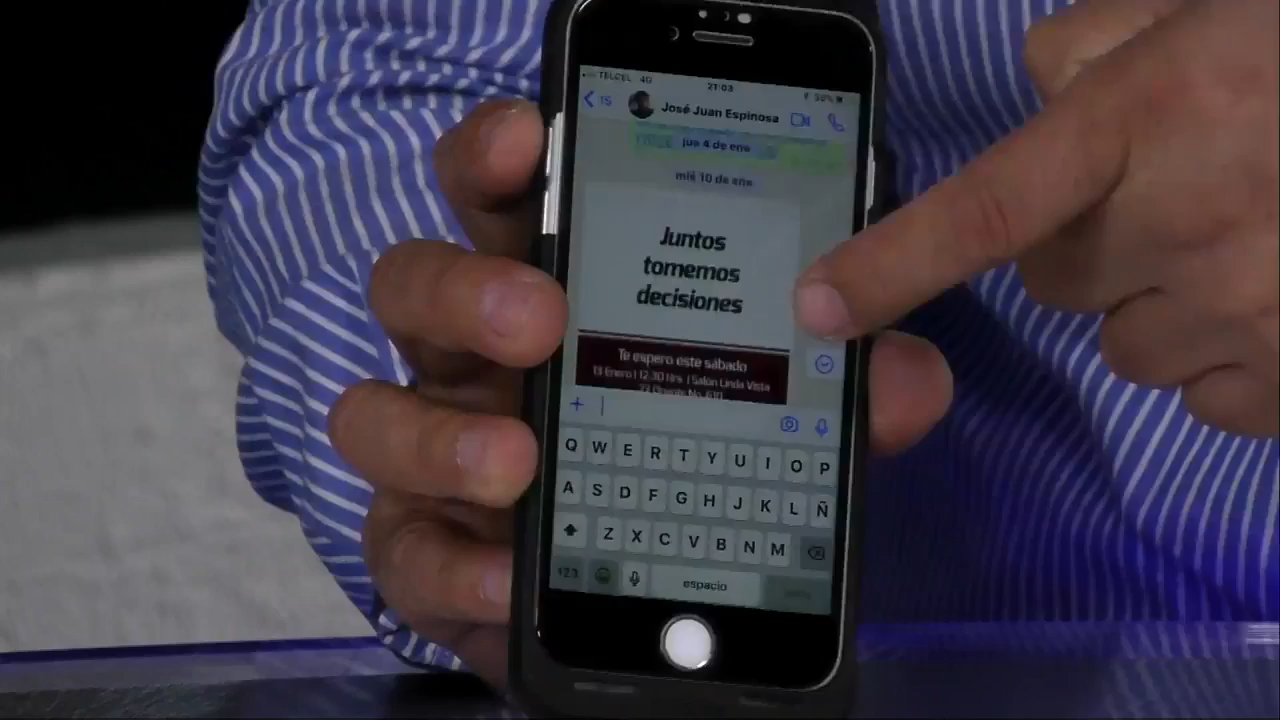 TELCEL 4G 21:03
15 José Juan Espinosa
jue 4 de ene
mié 10 de ene
Juntos
tomemos
decisiones
Te espero este sábado
13 Enero | 12:30 Hrs. | Salón Linda Vista
Q W E R T Y U I O P
A S D F G H J K L Ñ
Z X C V B N M
123 espacio